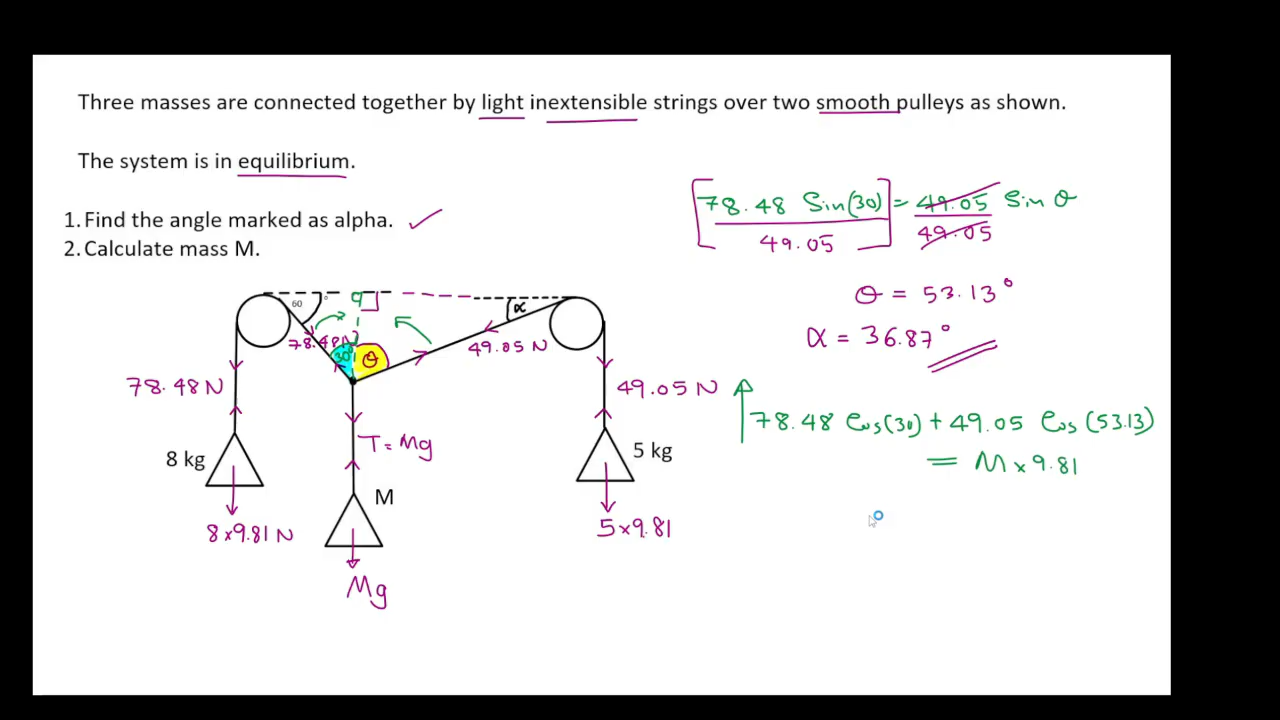 Three masses are connected together by light inextensible strings over two smooth pulleys as shown.
The system is in equilibrium.
1. Find the angle marked as alpha. ✓
2. Calculate mass M.
[78.48 Sin(30) / 49.05] = 49.05 Sin θ / 49.05
θ = 53.13°
α = 36.87°
60°
α
78.48N
30°
θ
49.05 N
78.48 N
49.05 N
78.48 Cos(30) + 49.05 Cos (53.13)
= M × 9.81
T = Mg
8 kg
5 kg
M
8×9.81 N
5×9.81
Mg